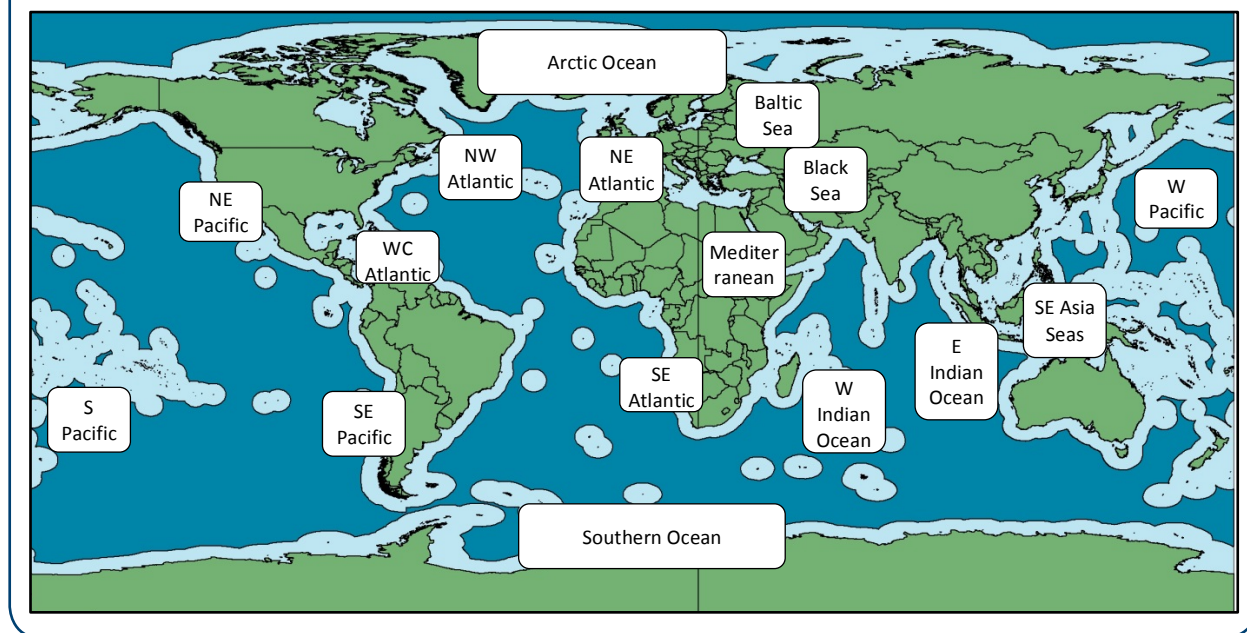 Arctic Ocean
Baltic
Sea
NW
Atlantic
NE
Atlantic
Black
Sea
NE
Pacific
W
Pacific
WC
Atlantic
Mediter
ranean
SE Asia
Seas
E
Indian
Ocean
SE
Atlantic
W
Indian
Ocean
S
Pacific
SE
Pacific
Southern Ocean